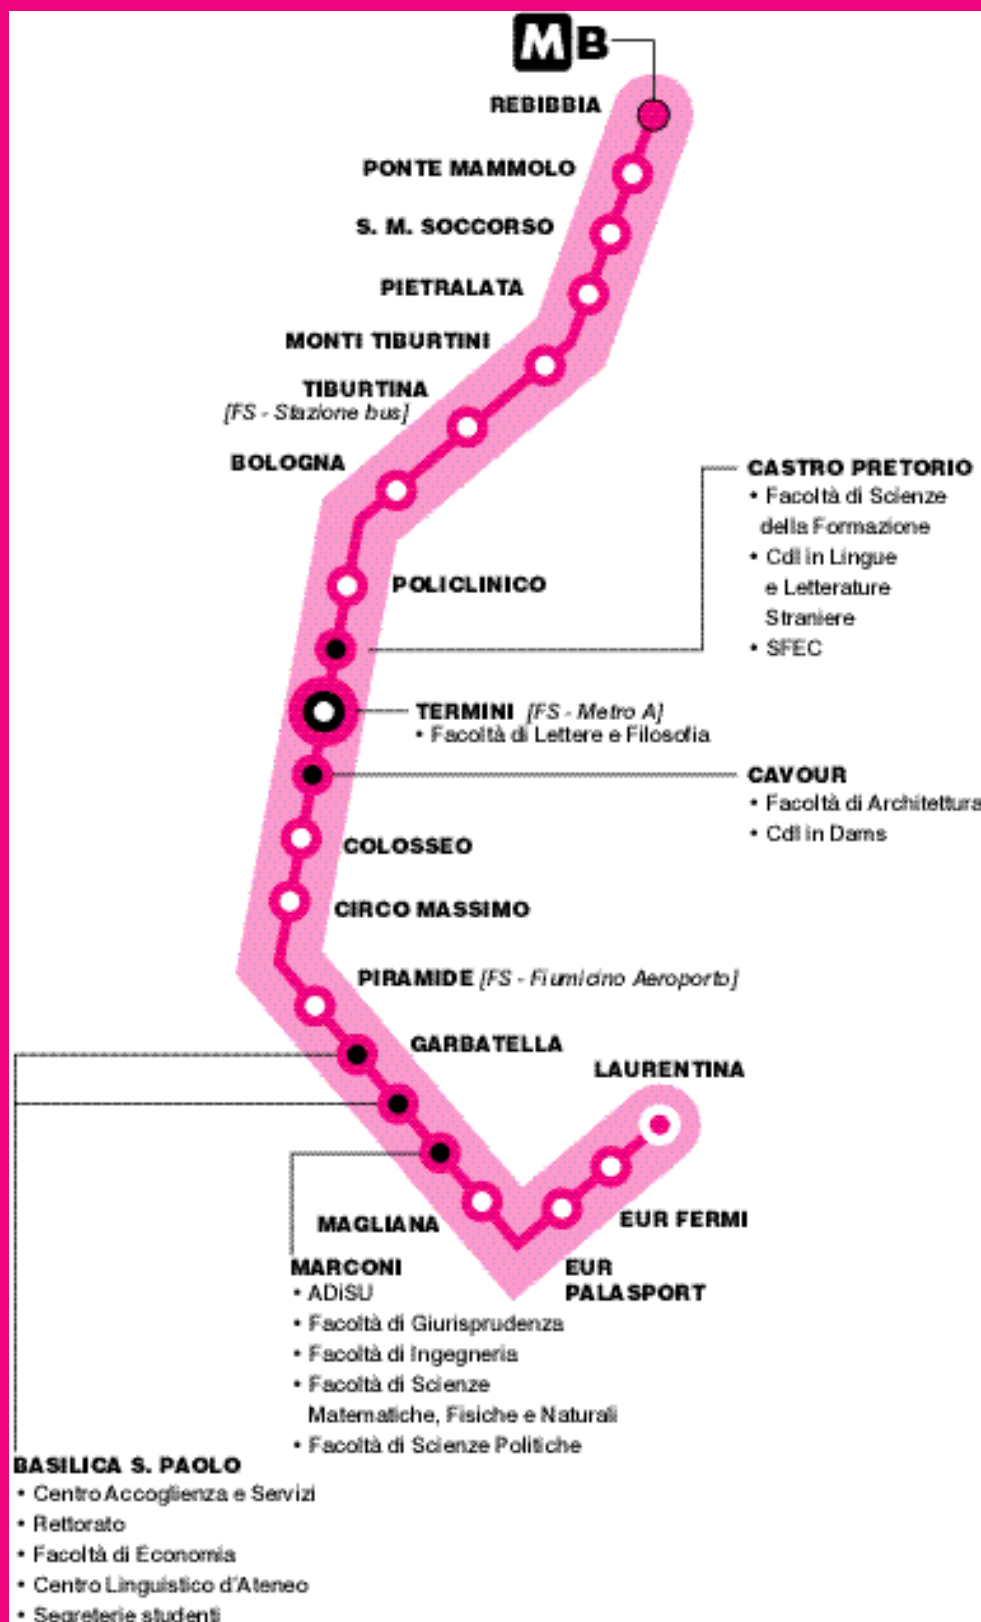 M B
REBIBBIA
PONTE MAMMOLO
S. M. SOCCORSO
PIETRALATA
MONTI TIBURTINI
TIBURTINA
[FS - Stazione bus]
BOLOGNA
CASTRO PRETORIO
• Facoltà di Scienze
della Formazione
• Cdl in Lingue
e Letterature
Straniere
• SFEC
POLICLINICO
TERMINI [FS - Metro A]
• Facoltà di Lettere e Filosofia
CAVOUR
• Facoltà di Architettura
• Cdl in Dams
COLOSSEO
CIRCO MASSIMO
PIRAMIDE [FS - Fiumicino Aeroporto]
GARBATELLA
LAURENTINA
EUR FERMI
MAGLIANA
EUR
PALASPORT
MARCONI
• ADiSU
• Facoltà di Giurisprudenza
• Facoltà di Ingegneria
• Facoltà di Scienze
Matematiche, Fisiche e Naturali
• Facoltà di Scienze Politiche
BASILICA S. PAOLO
• Centro Accoglienza e Servizi
• Rettorato
• Facoltà di Economia
• Centro Linguistico d'Ateneo
• Segreterie studenti